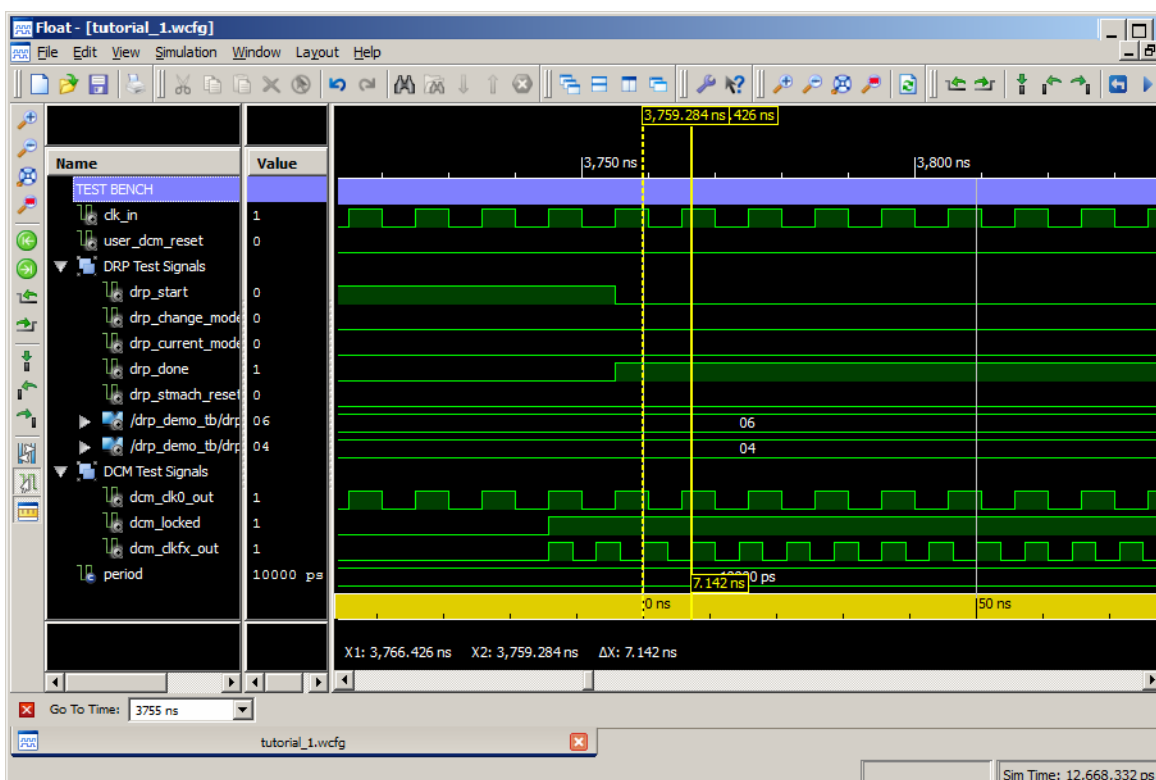 Float - [tutorial_1.wcfg]
File Edit View Simulation Window Layout Help
3,759.284 ns .426 ns
Name Value 3,750 ns 3,800 ns
TEST BENCH
clk_in 1
user_dcm_reset 0
DRP Test Signals
drp_start 0
drp_change_mode 0
drp_current_mode 0
drp_done 1
drp_stmach_reset 0
/drp_demo_tb/drp 06 06
/drp_demo_tb/drp 04 04
DCM Test Signals
dcm_clk0_out 1
dcm_locked 1
dcm_clkfx_out 1
period 10000 ps 0 ps
7.142 ns
0 ns 50 ns
X1: 3,766.426 ns X2: 3,759.284 ns ΔX: 7.142 ns
Go To Time: 3755 ns
tutorial_1.wcfg
Sim Time: 12,668,332 ps